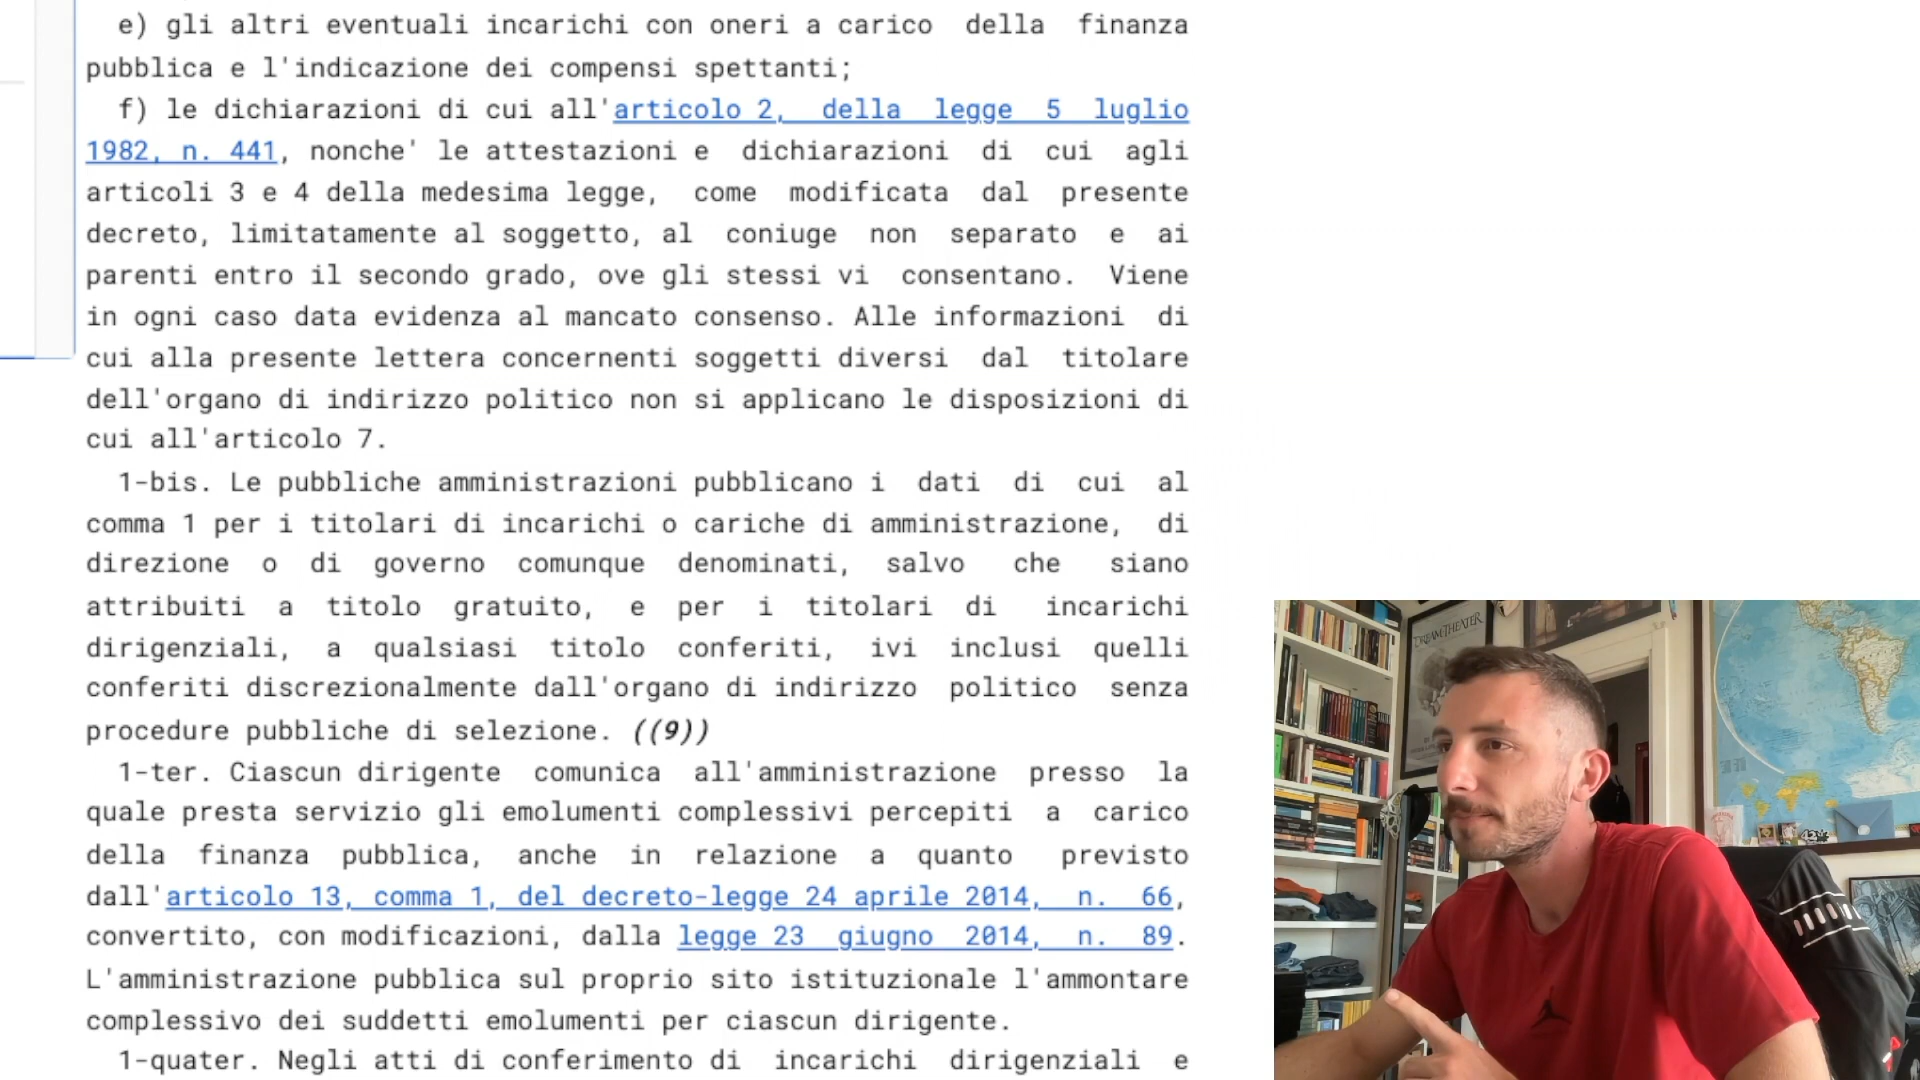 e) gli altri eventuali incarichi con oneri a carico della finanza
pubblica e l'indicazione dei compensi spettanti;
f) le dichiarazioni di cui all'articolo 2, della legge 5 luglio
1982, n. 441, nonche' le attestazioni e dichiarazioni di cui agli
articoli 3 e 4 della medesima legge, come modificata dal presente
decreto, limitatamente al soggetto, al coniuge non separato e ai
parenti entro il secondo grado, ove gli stessi vi consentano. Viene
in ogni caso data evidenza al mancato consenso. Alle informazioni di
cui alla presente lettera concernenti soggetti diversi dal titolare
dell'organo di indirizzo politico non si applicano le disposizioni di
cui all'articolo 7.
1-bis. Le pubbliche amministrazioni pubblicano i dati di cui al
comma 1 per i titolari di incarichi o cariche di amministrazione, di
direzione o di governo comunque denominati, salvo che siano
attribuiti a titolo gratuito, e per i titolari di incarichi
dirigenziali, a qualsiasi titolo conferiti, ivi inclusi quelli
conferiti discrezionalmente dall'organo di indirizzo politico senza
procedure pubbliche di selezione. ((9))
1-ter. Ciascun dirigente comunica all'amministrazione presso la
quale presta servizio gli emolumenti complessivi percepiti a carico
della finanza pubblica, anche in relazione a quanto previsto
dall'articolo 13, comma 1, del decreto-legge 24 aprile 2014, n. 66,
convertito, con modificazioni, dalla legge 23 giugno 2014, n. 89.
L'amministrazione pubblica sul proprio sito istituzionale l'ammontare
complessivo dei suddetti emolumenti per ciascun dirigente.
1-quater. Negli atti di conferimento di incarichi dirigenziali e
DREAM THEATER